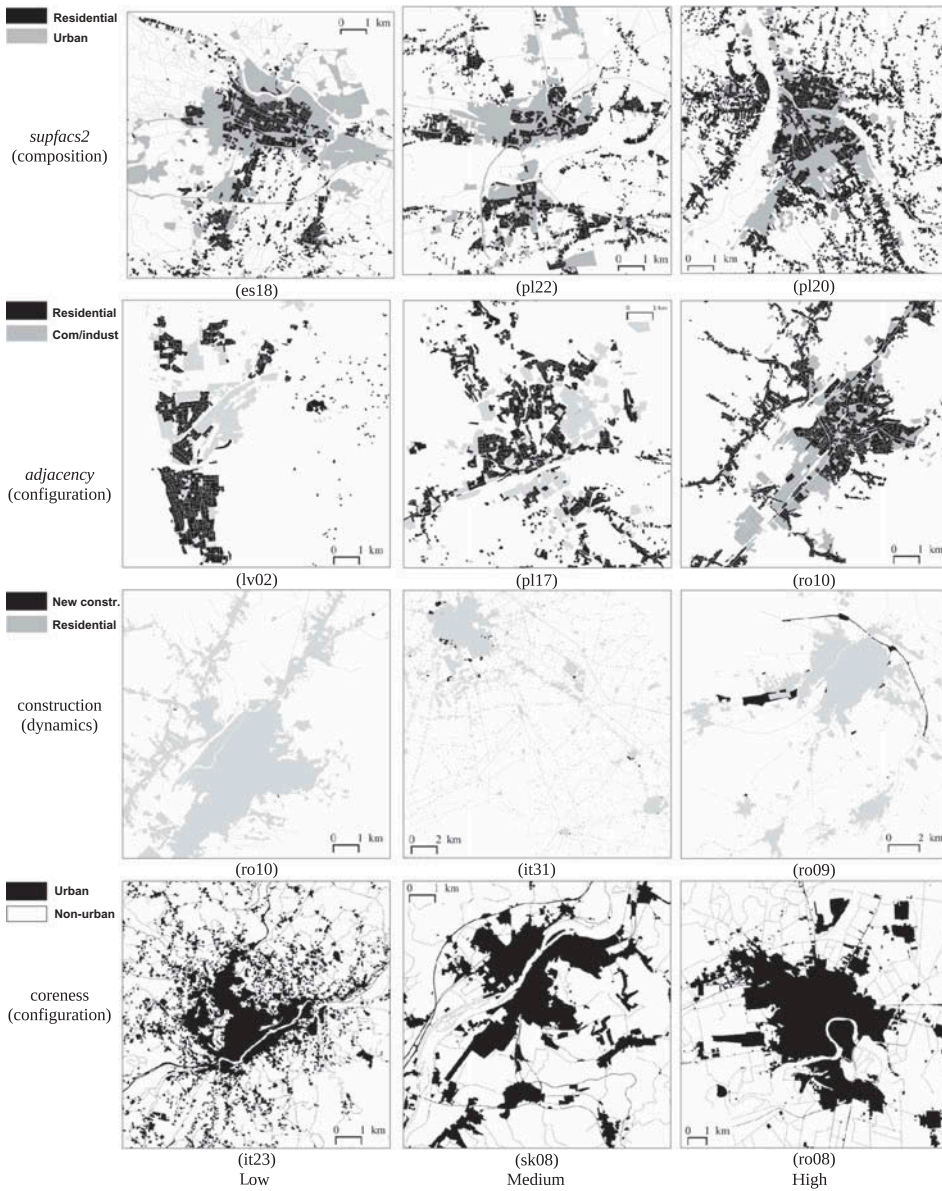 Residential
Urban
0 1 km
0 1 km
0 1 km
supfacs2
(composition)
(es18)
(pl22)
(pl20)
Residential
Com/indust
0 1 km
0 1 km
0 1 km
adjacency
(configuration)
(lv02)
(pl17)
(ro10)
New constr.
Residential
construction
(dynamics)
0 1 km
0 2 km
0 2 km
(ro10)
(it31)
(ro09)
Urban
Non-urban
0 1 km
0 1 km
0 1 km
coreness
(configuration)
(it23)
(sk08)
(ro08)
Low
Medium
High